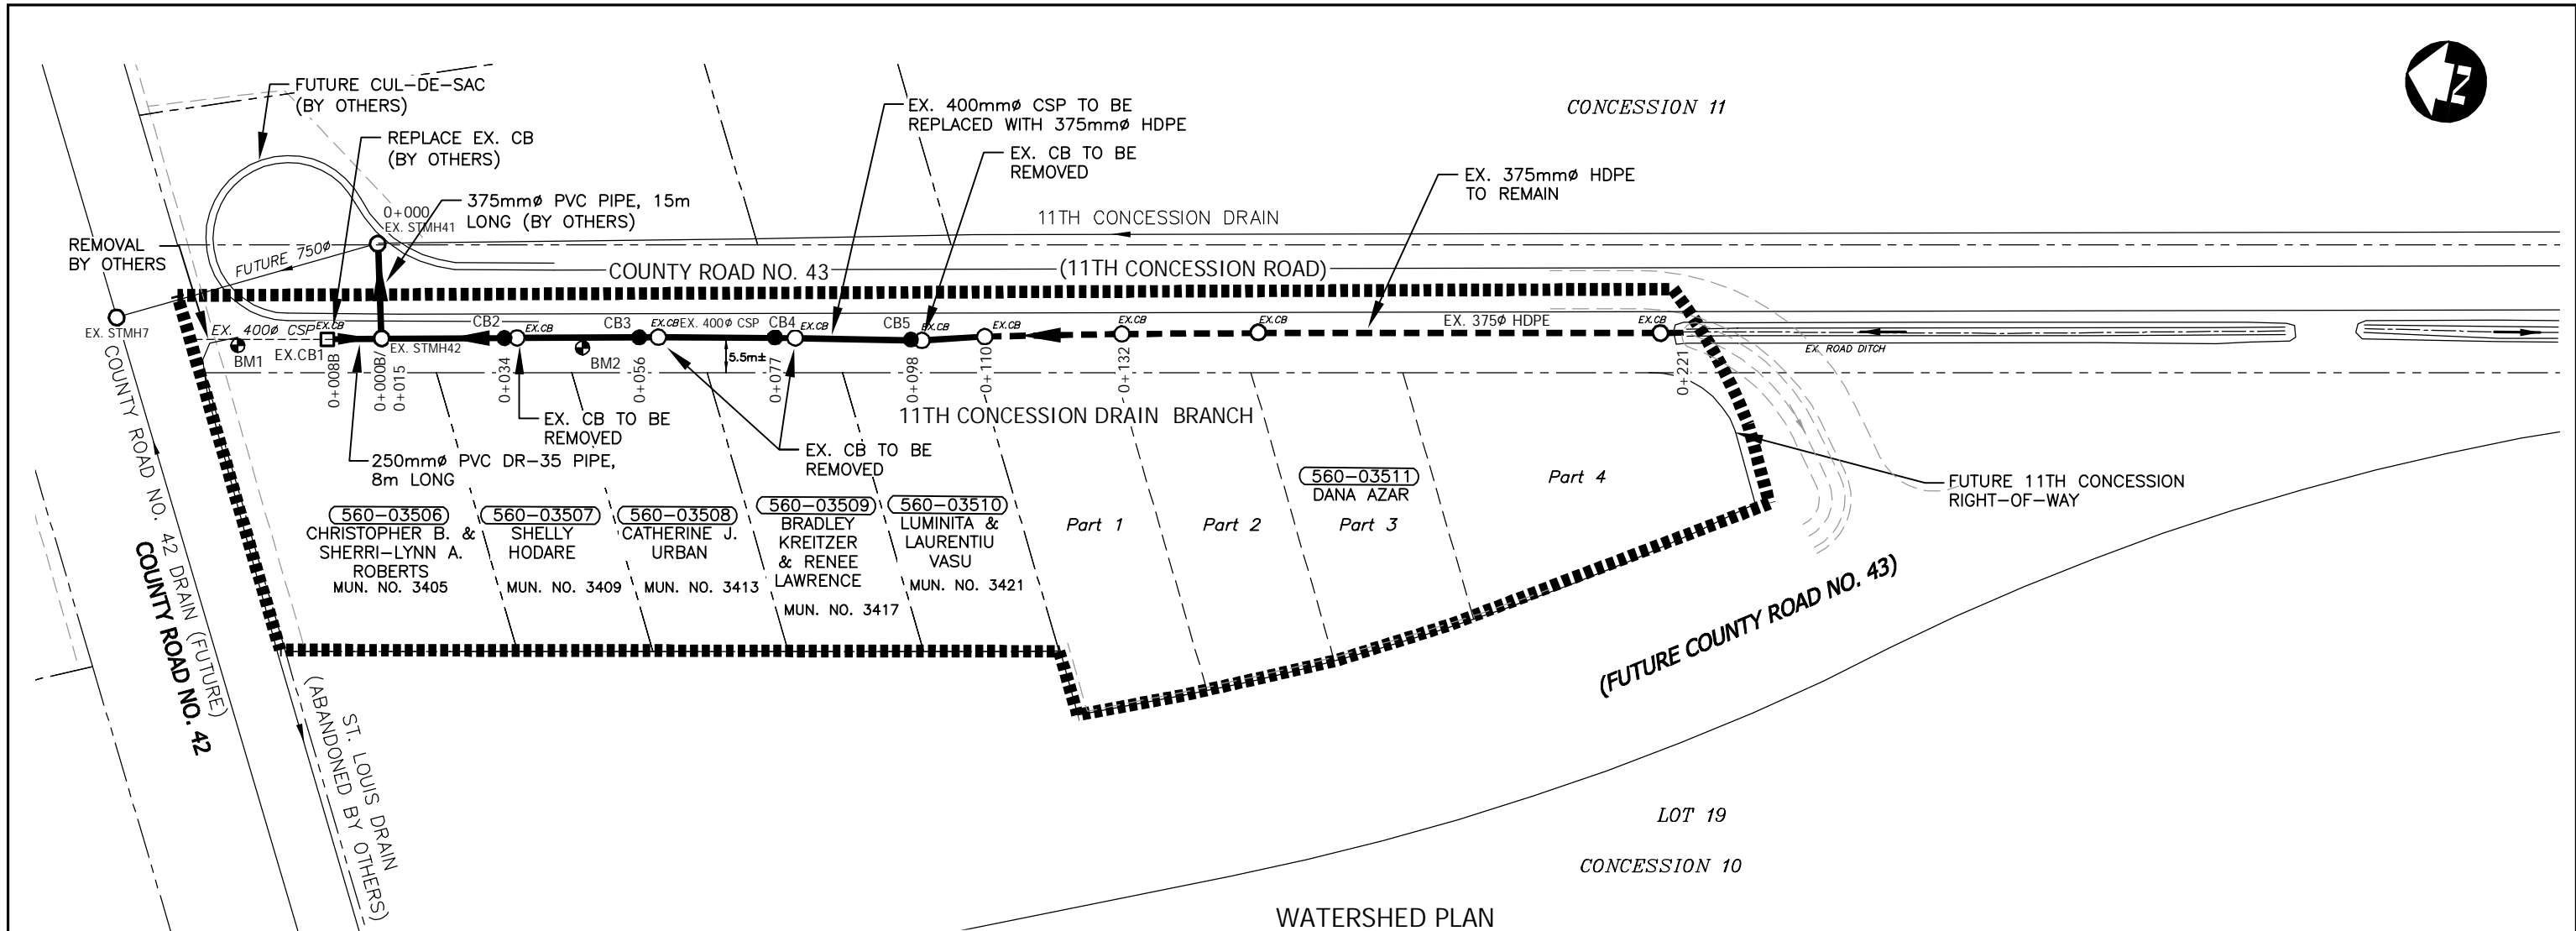 FUTURE CUL-DE-SAC
(BY OTHERS)
REPLACE EX. CB
(BY OTHERS)
375mmø PVC PIPE, 15m
LONG (BY OTHERS)
EX. 400mmø CSP TO BE
REPLACED WITH 375mmø HDPE
EX. CB TO BE
REMOVED
CONCESSION 11
N
EX. 375mmø HDPE
TO REMAIN
0+000
EX. STMH41
11TH CONCESSION DRAIN
REMOVAL
BY OTHERS
FUTURE 750ø
COUNTY ROAD NO. 43
(11TH CONCESSION ROAD)
EX. STMH7
EX. 400ø CSP
EX.CB
CB2
EX.CB
CB3
EX.CB
EX. 400ø CSP
CB4
EX.CB
CB5
EX.CB
EX.CB
EX.CB
EX.CB
EX. 375ø HDPE
EX.CB
EX. ROAD DITCH
BM1
EX.CB1
EX. STMH42
BM2
5.5m±
0+008B
0+000B/
0+015
0+034
0+056
0+077
0+098
0+110
0+132
0+221
11TH CONCESSION DRAIN BRANCH
EX. CB TO BE
REMOVED
EX. CB TO BE
REMOVED
250mmø PVC DR-35 PIPE,
8m LONG
560-03506
CHRISTOPHER B. &
SHERRI-LYNN A.
ROBERTS
MUN. NO. 3405
560-03507
SHELLY
HODARE
MUN. NO. 3409
560-03508
CATHERINE J.
URBAN
MUN. NO. 3413
560-03509
BRADLEY
KREITZER
& RENEE
LAWRENCE
MUN. NO. 3417
560-03510
LUMINITA &
LAURENTIU
VASU
MUN. NO. 3421
Part 1
Part 2
560-03511
DANA AZAR
Part 3
Part 4
FUTURE 11TH CONCESSION
RIGHT-OF-WAY
COUNTY ROAD NO. 42 DRAIN (FUTURE)
COUNTY ROAD NO. 42
ST. LOUIS DRAIN
(ABANDONED BY OTHERS)
(FUTURE COUNTY ROAD NO. 43)
LOT 19
CONCESSION 10
WATERSHED PLAN